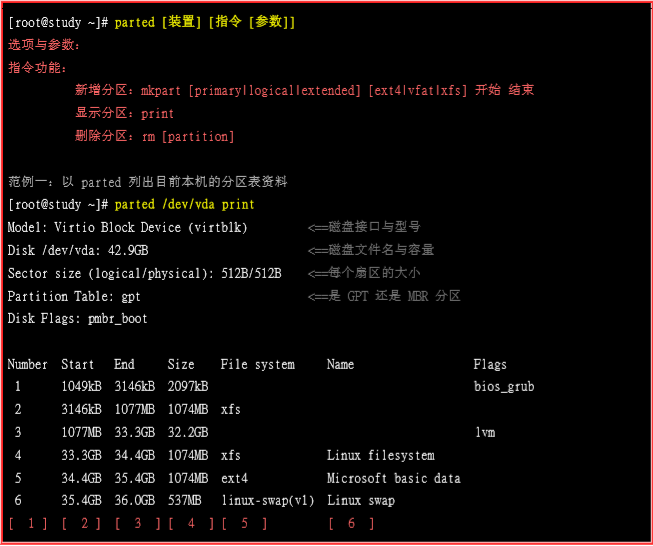 [root@study ~]# parted [装置] [指令 [参数]]
选项与参数：
指令功能：
新增分区：mkpart [primary|logical|extended] [ext4|vfat|xfs] 开始 结束
显示分区：print
删除分区：rm [partition]
范例一：以 parted 列出目前本机的分区表资料
[root@study ~]# parted /dev/vda print
Model: Virtio Block Device (virtblk) <==磁盘接口与型号
Disk /dev/vda: 42.9GB <==磁盘文件名与容量
Sector size (logical/physical): 512B/512B <==每个扇区的大小
Partition Table: gpt <==是 GPT 还是 MBR 分区
Disk Flags: pmbr_boot
Number Start End Size File system Name Flags
1 1049kB 3146kB 2097kB bios_grub
2 3146kB 1077MB 1074MB xfs
3 1077MB 33.3GB 32.2GB lvm
4 33.3GB 34.4GB 1074MB xfs Linux filesystem
5 34.4GB 35.4GB 1074MB ext4 Microsoft basic data
6 35.4GB 36.0GB 537MB linux-swap(v1) Linux swap
[ 1 ] [ 2 ] [ 3 ] [ 4 ] [ 5 ] [ 6 ]